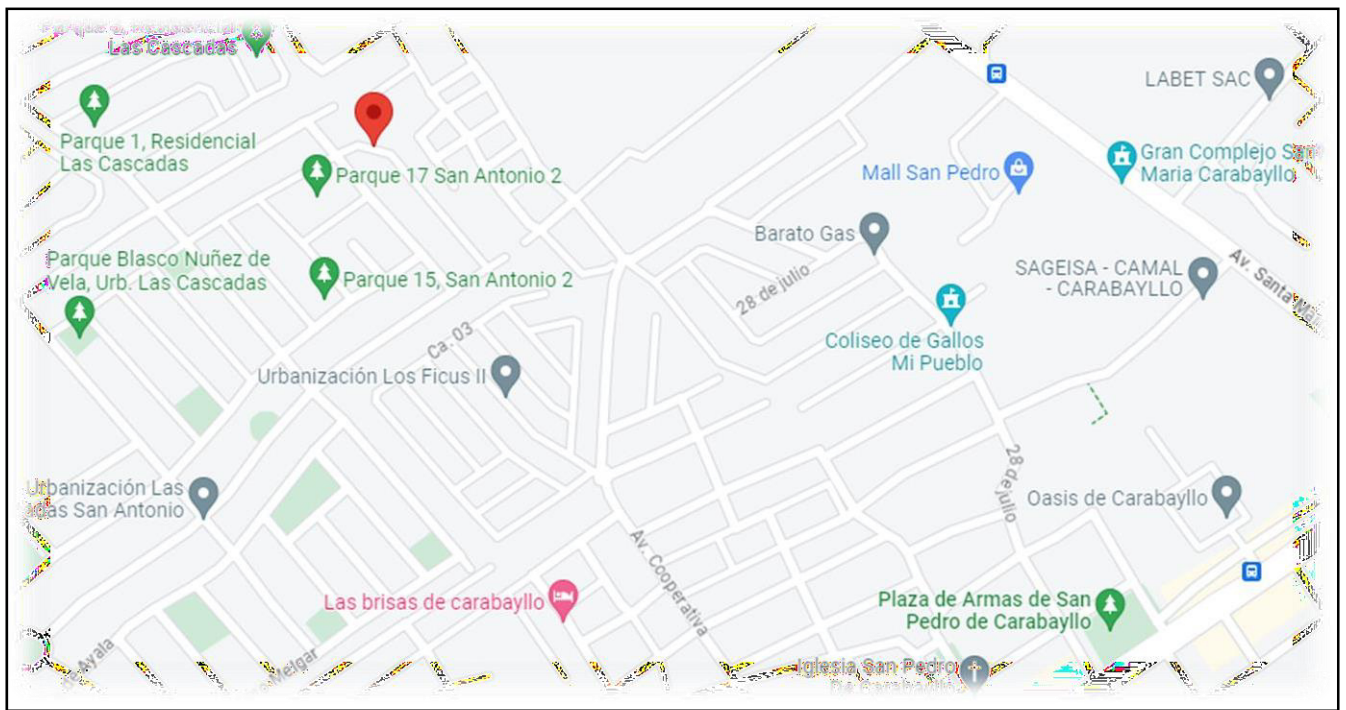 Las Cascadas
LABET SAC
Parque 1, Residencial
Las Cascadas
Parque 17 San Antonio 2
Mall San Pedro
Gran Complejo San
Maria Carabayllo
Barato Gas
Parque Blasco Nuñez de
Vela, Urb. Las Cascadas
Parque 15, San Antonio 2
28 de julio
SAGEISA - CAMAL
- CARABAYLLO
Av. Santa
Coliseo de Gallos
Mi Pueblo
Ca. 03
Urbanización Los Ficus II
28 de julio
Urbanización Las
San Antonio
Oasis de Carabayllo
Av. Cooperativa
Las brisas de carabayllo
Plaza de Armas de San
Pedro de Carabayllo
Ayala
Melgar
Iglesia San Pedro